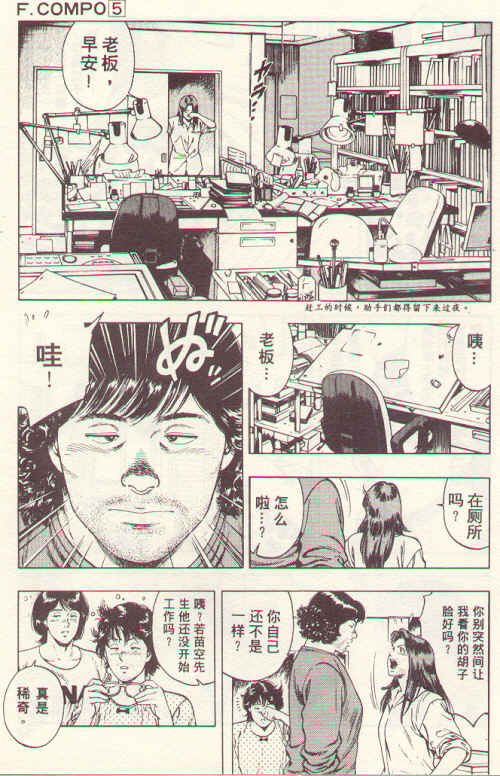 F. COMPO 5
老板，
早安！
ガラ…
赶工的时候，助手们都得留下来过夜。
咦…
老板…
ぬ゛
哇！
在厕所
吗？
怎么
啦…？
你别突然间让
我看你的胡子
脸好吗？
你自己
还不是
一样？
咦？若苗空先
生他还没开始
工作吗？
真是
稀奇。